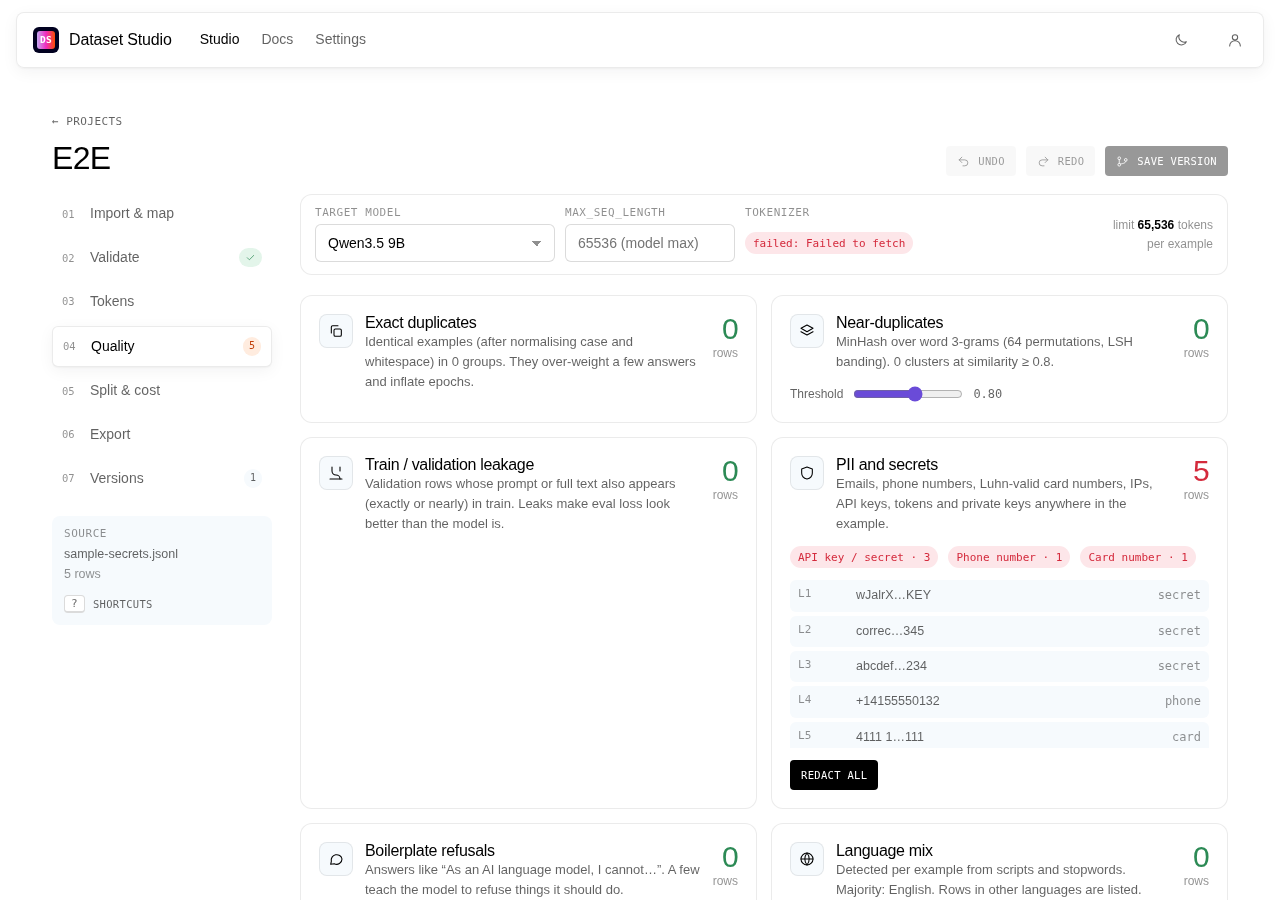 DS
Dataset Studio
Studio
Docs
Settings
← PROJECTS
E2E
UNDO
REDO
SAVE VERSION
01 Import & map
02 Validate
03 Tokens
04 Quality 5
05 Split & cost
06 Export
07 Versions 1
SOURCE
sample-secrets.jsonl
5 rows
? SHORTCUTS
TARGET MODEL
Qwen3.5 9B
MAX_SEQ_LENGTH
65536 (model max)
TOKENIZER
failed: Failed to fetch
limit 65,536 tokens
per example
Exact duplicates
Identical examples (after normalising case and
whitespace) in 0 groups. They over-weight a few answers
and inflate epochs.
0
rows
Near-duplicates
MinHash over word 3-grams (64 permutations, LSH
banding). 0 clusters at similarity ≥ 0.8.
0
rows
Threshold 0.80
Train / validation leakage
Validation rows whose prompt or full text also appears
(exactly or nearly) in train. Leaks make eval loss look
better than the model is.
0
rows
PII and secrets
Emails, phone numbers, Luhn-valid card numbers, IPs,
API keys, tokens and private keys anywhere in the
example.
5
rows
API key / secret · 3
Phone number · 1
Card number · 1
L1 wJalrX…KEY secret
L2 correc…345 secret
L3 abcdef…234 secret
L4 +14155550132 phone
L5 4111 1…111 card
REDACT ALL
Boilerplate refusals
Answers like “As an AI language model, I cannot…”. A few
teach the model to refuse things it should do.
0
rows
Language mix
Detected per example from scripts and stopwords.
Majority: English. Rows in other languages are listed.
0
rows